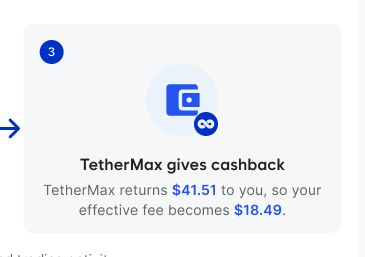 3
TetherMax gives cashback
TetherMax returns $41.51 to you, so your
effective fee becomes $18.49.